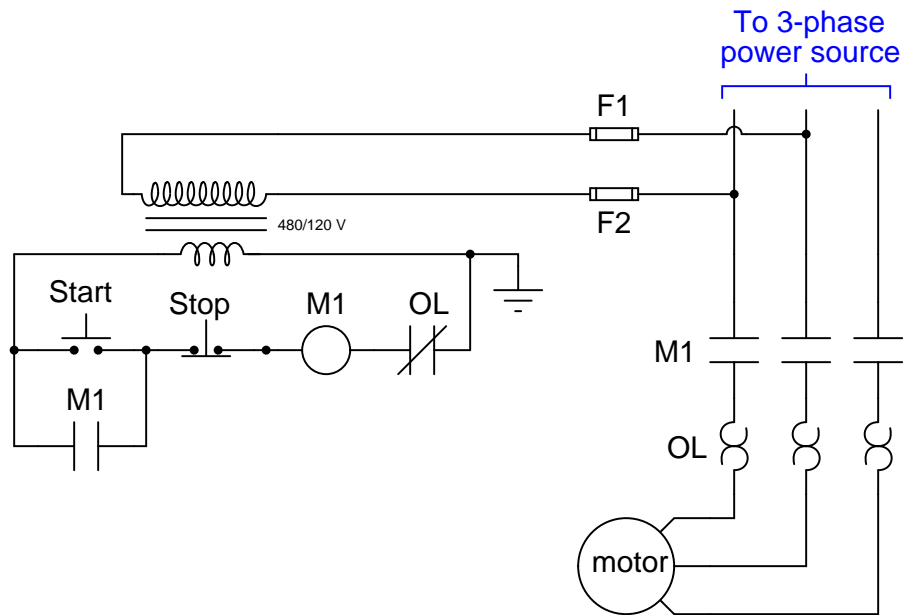 To 3-phase
power source
F1
F2
480/120 V
Start
Stop
M1
OL
M1
M1
OL
motor